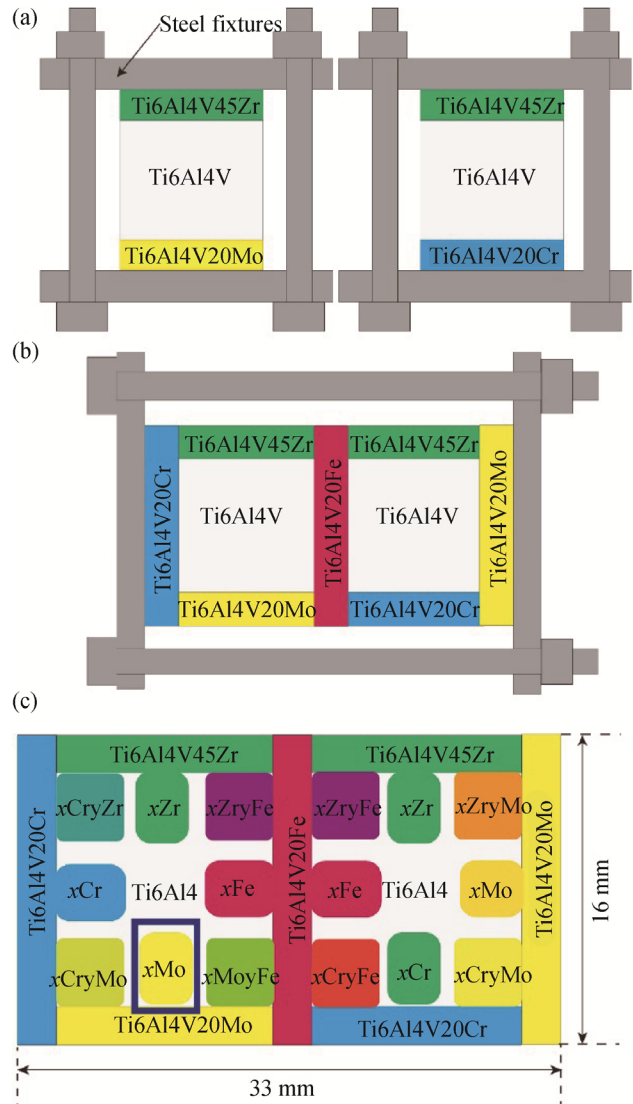 (a)
Steel fixtures
Ti6Al4V45Zr
Ti6Al4V45Zr
Ti6Al4V
Ti6Al4V
Ti6Al4V20Mo
Ti6Al4V20Cr
(b)
Ti6Al4V45Zr
Ti6Al4V45Zr
Ti6Al4V20Cr
Ti6Al4V
Ti6Al4V20Fe
Ti6Al4V
Ti6Al4V20Mo
Ti6Al4V20Mo
Ti6Al4V20Cr
(c)
Ti6Al4V45Zr
Ti6Al4V45Zr
Ti6Al4V20Cr
xCryZr
xZr
xZryFe
Ti6Al4V20Fe
xZryFe
xZr
xZryMo
Ti6Al4V20Mo
xCr
Ti6Al4
xFe
xFe
Ti6Al4
xMo
16 mm
xCryMo
xMo
xMoyFe
xCryFe
xCr
xCryMo
Ti6Al4V20Mo
Ti6Al4V20Cr
33 mm